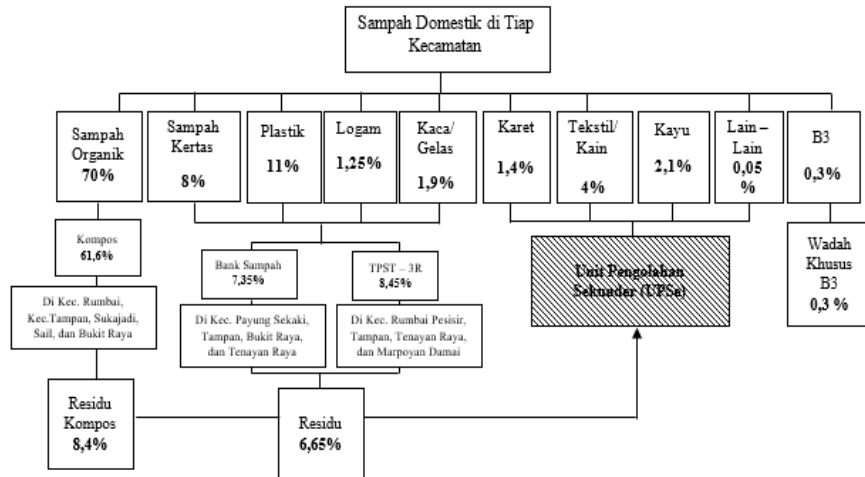 Sampah Domestik di Tiap
Kecamatan
Sampah
Organik
70%
Sampah
Kertas
8%
Plastik
11%
Logam
1,25%
Kaca/
Gelas
1,9%
Karet
1,4%
Tekstil/
Kain
4%
Kayu
2,1%
Lain –
Lain
0,05
%
B3
0,3%
Kompos
61,6%
Bank Sampah
7,35%
TPST – 3R
8,45%
Unit Pengolahan
Sekunder (UPSe)
Wadah
Khusus
B3
0,3 %
Di Kec. Rumbai,
Kec.Tampan, Sukajadi,
Sail, dan Bukit Raya
Di Kec. Payung Sekaki,
Tampan, Bukit Raya,
dan Tenayan Raya
Di Kec. Rumbai Pesisir,
Tampan, Tenayan Raya,
dan Marpoyan Damai
Residu
Kompos
8,4%
Residu
6,65%